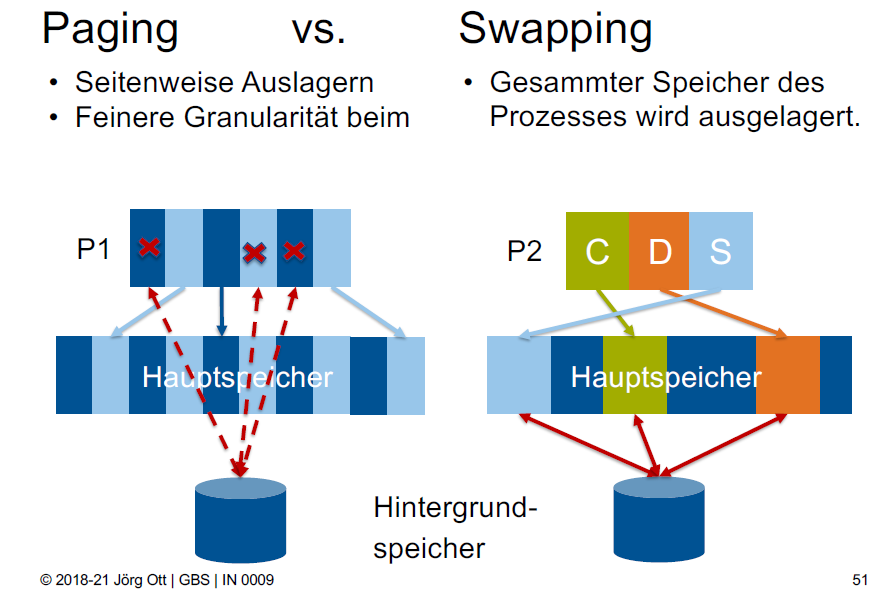 Paging vs. Swapping
• Seitenweise Auslagern
• Feinere Granularität beim
• Gesammter Speicher des
Prozesses wird ausgelagert.
P1
Hauptspeicher
P2
C D S
Hauptspeicher
Hintergrund-
speicher
© 2018-21 Jörg Ott | GBS | IN 0009
51